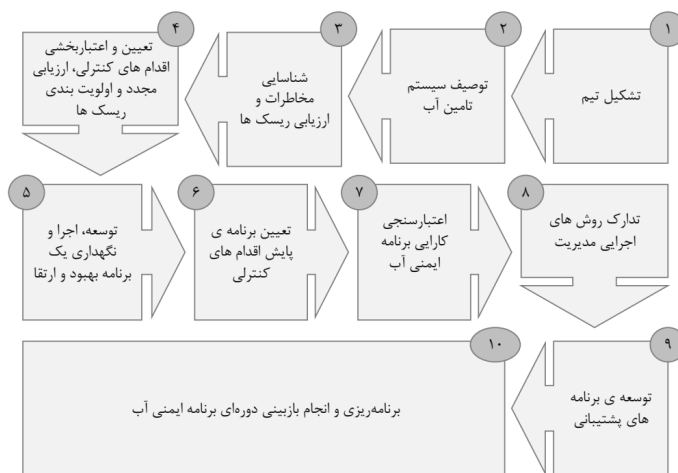 ۱
تشکیل تیم
۲
توصیف سیستم
تامین آب
۳
شناسایی
مخاطرات و
ارزیابی ریسک ها
۴
تعیین و اعتباربخشی
اقدام های کنترلی، ارزیابی
مجدد و اولویت بندی
ریسک ها
۵
توسعه، اجرا و
نگهداری یک
برنامه بهبود و ارتقا
۶
تعیین برنامه ی
پایش اقدام های
کنترلی
۷
اعتبارسنجی
کارایی برنامه
ایمنی آب
۸
تدارک روش های
اجرایی مدیریت
۹
توسعه ی برنامه
های پشتیبانی
۱۰
برنامه‌ریزی و انجام بازبینی دوره‌ای برنامه ایمنی آب